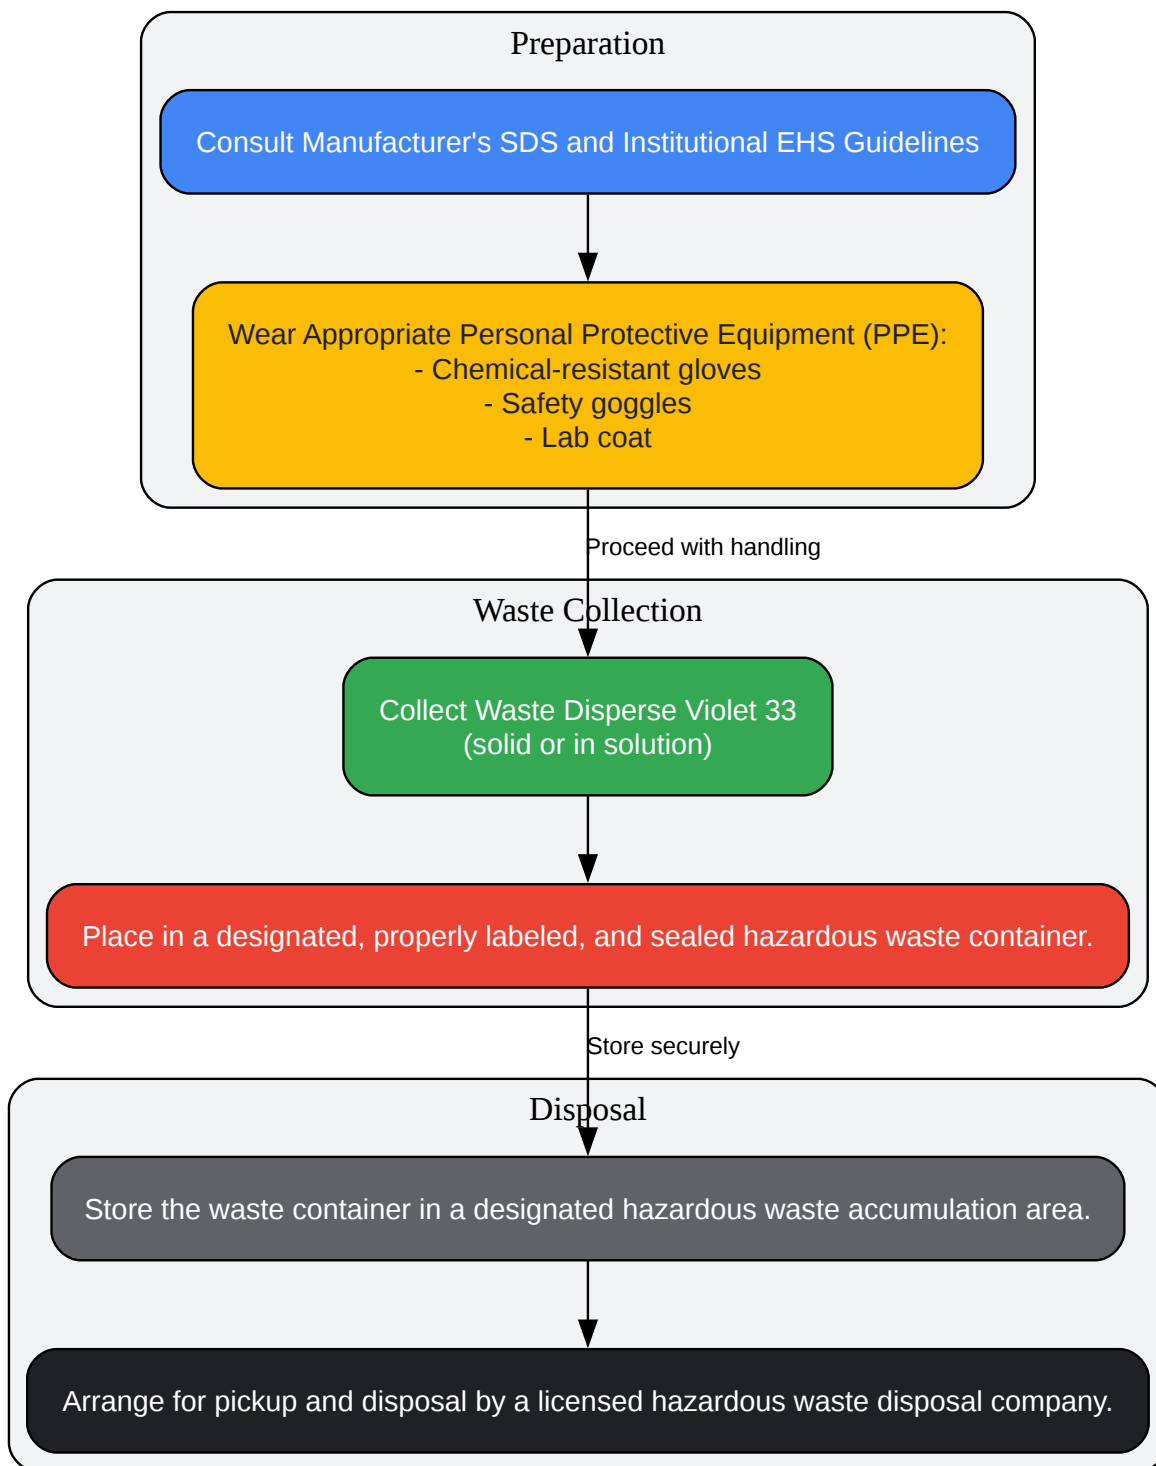 Preparation
Consult Manufacturer's SDS and Institutional EHS Guidelines
Wear Appropriate Personal Protective Equipment (PPE):
- Chemical-resistant gloves
- Safety goggles
- Lab coat
Proceed with handling
Waste Collection
Collect Waste Disperse Violet 33
(solid or in solution)
Place in a designated, properly labeled, and sealed hazardous waste container.
Store securely
Disposal
Store the waste container in a designated hazardous waste accumulation area.
Arrange for pickup and disposal by a licensed hazardous waste disposal company.